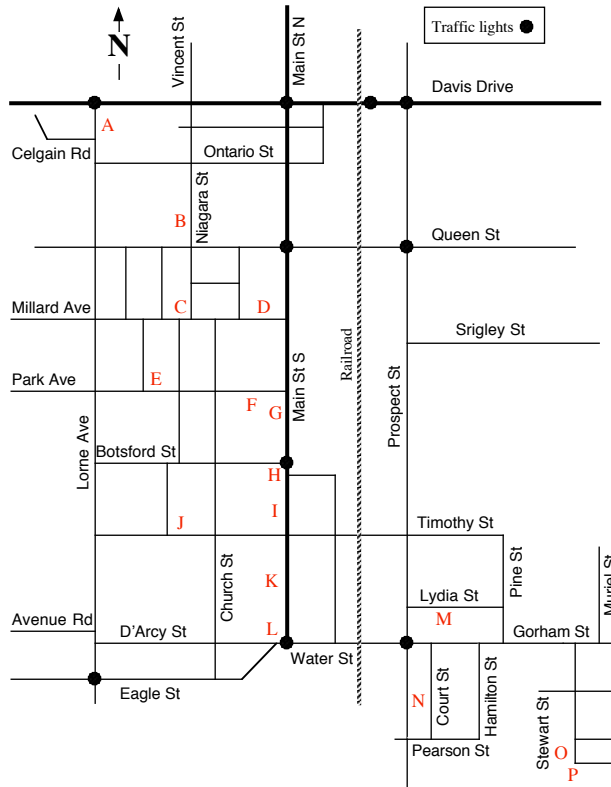 N
Vincent St
Main St N
Traffic lights
Davis Drive
A
Celgain Rd
Ontario St
B
Niagara St
Queen St
Millard Ave
C
D
Srigley St
Railroad
Park Ave
E
F
G
Main St S
Prospect St
Lorne Ave
Botsford St
H
I
J
Timothy St
Church St
K
Pine St
Muriel St
Lydia St
M
Avenue Rd
D'Arcy St
L
Water St
Gorham St
Eagle St
N
Court St
Hamilton St
Stewart St
Pearson St
O
P